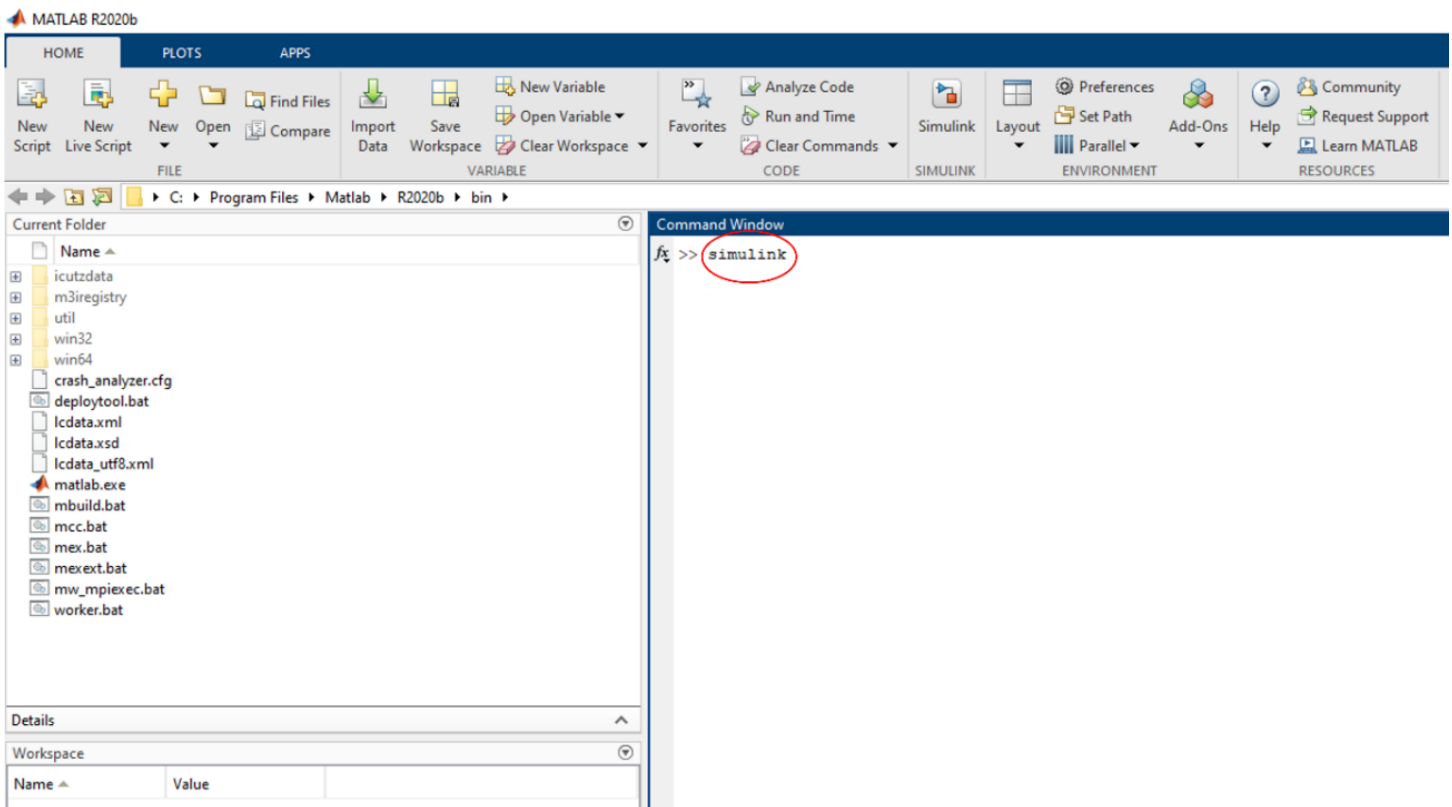 MATLAB R2020b
HOME PLOTS APPS
New Script
New Live Script
New
Open
Find Files
Compare
FILE
Import Data
Save Workspace
New Variable
Open Variable
Clear Workspace
VARIABLE
Favorites
Analyze Code
Run and Time
Clear Commands
CODE
Simulink
SIMULINK
Layout
Preferences
Set Path
Parallel
Add-Ons
ENVIRONMENT
Help
Community
Request Support
Learn MATLAB
RESOURCES
C: Program Files Matlab R2020b bin
Current Folder
Name
icutzdata
m3iregistry
util
win32
win64
crash_analyzer.cfg
deploytool.bat
lcdata.xml
lcdata.xsd
lcdata_utf8.xml
matlab.exe
mbuild.bat
mcc.bat
mex.bat
mexext.bat
mw_mpiexec.bat
worker.bat
Details
Workspace
Name Value
Command Window
fx >> simulink